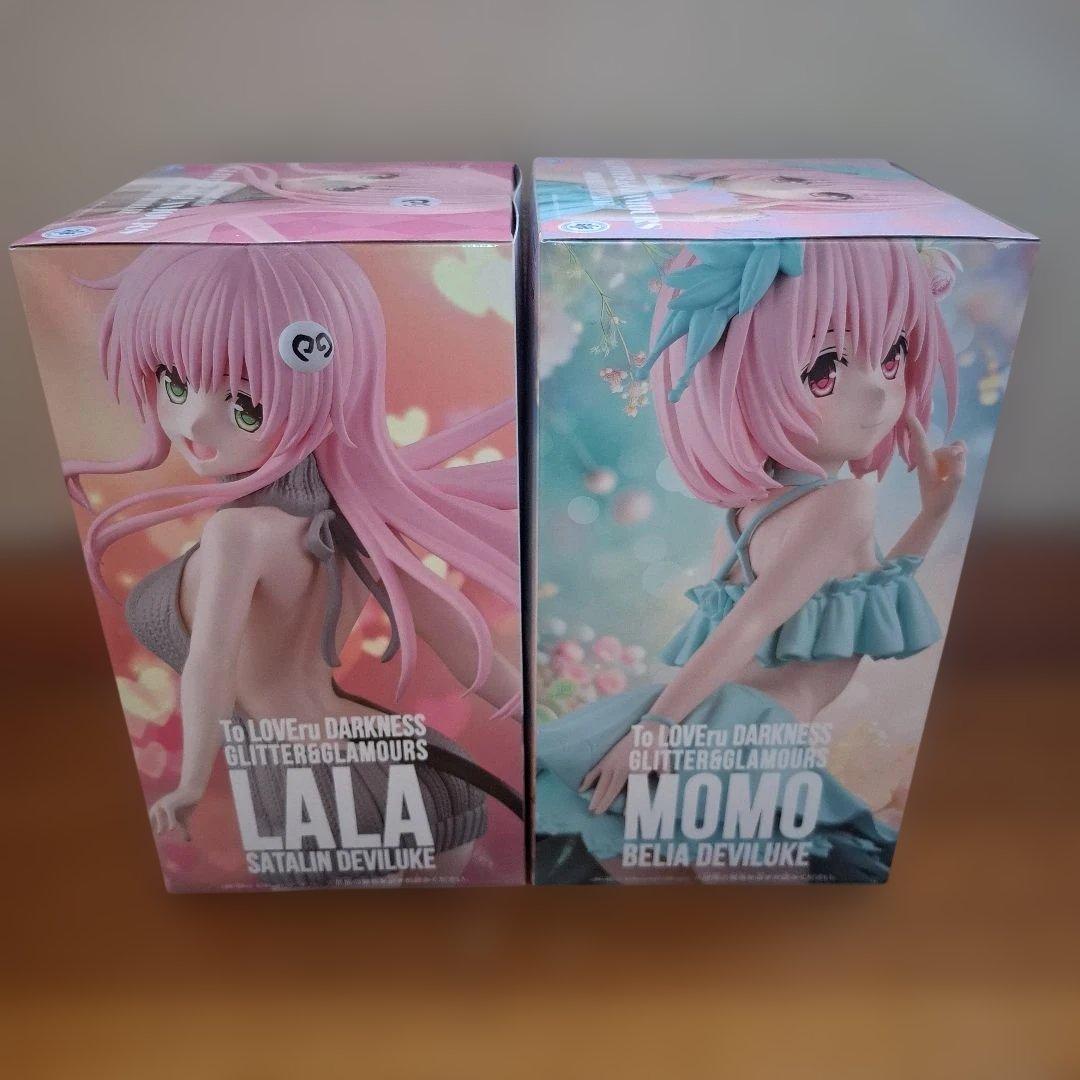 To LOVEru DARKNESS
GLITTER&GLAMOURS
LALA
SATALIN DEVILUKE
To LOVEru DARKNESS
GLITTER&GLAMOURS
MOMO
BELIA DEVILUKE